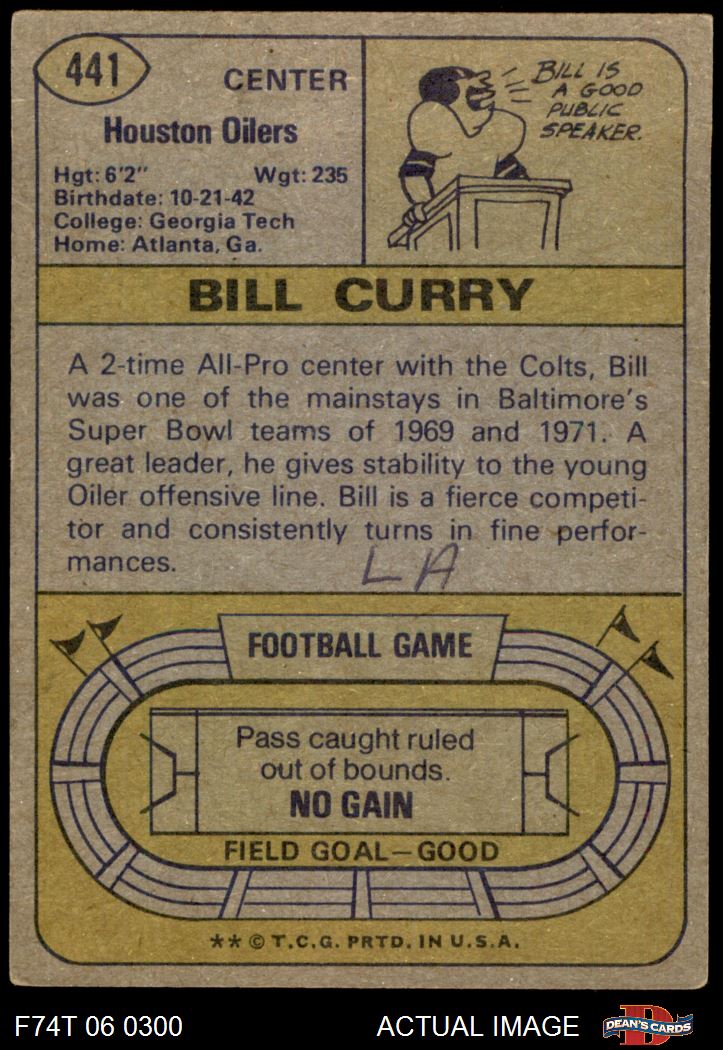 441
CENTER
Houston Oilers
Hgt: 6'2" Wgt: 235
Birthdate: 10-21-42
College: Georgia Tech
Home: Atlanta, Ga.
BILL IS
A GOOD
PUBLIC
SPEAKER.
BILL CURRY
A 2-time All-Pro center with the Colts, Bill
was one of the mainstays in Baltimore's
Super Bowl teams of 1969 and 1971. A
great leader, he gives stability to the young
Oiler offensive line. Bill is a fierce competi-
tor and consistently turns in fine perfor-
mances.
LA
FOOTBALL GAME
Pass caught ruled
out of bounds.
NO GAIN
FIELD GOAL—GOOD
** © T.C.G. PRTD. IN U.S.A.
F74T 06 0300 ACTUAL IMAGE D DEAN'S CARDS